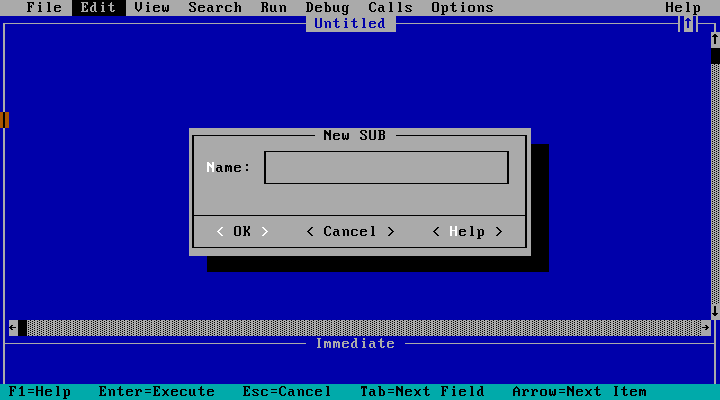 File Edit View Search Run Debug Calls Options Help
Untitled
New SUB
Name:
< OK > < Cancel > < Help >
Immediate
F1=Help Enter=Execute Esc=Cancel Tab=Next Field Arrow=Next Item